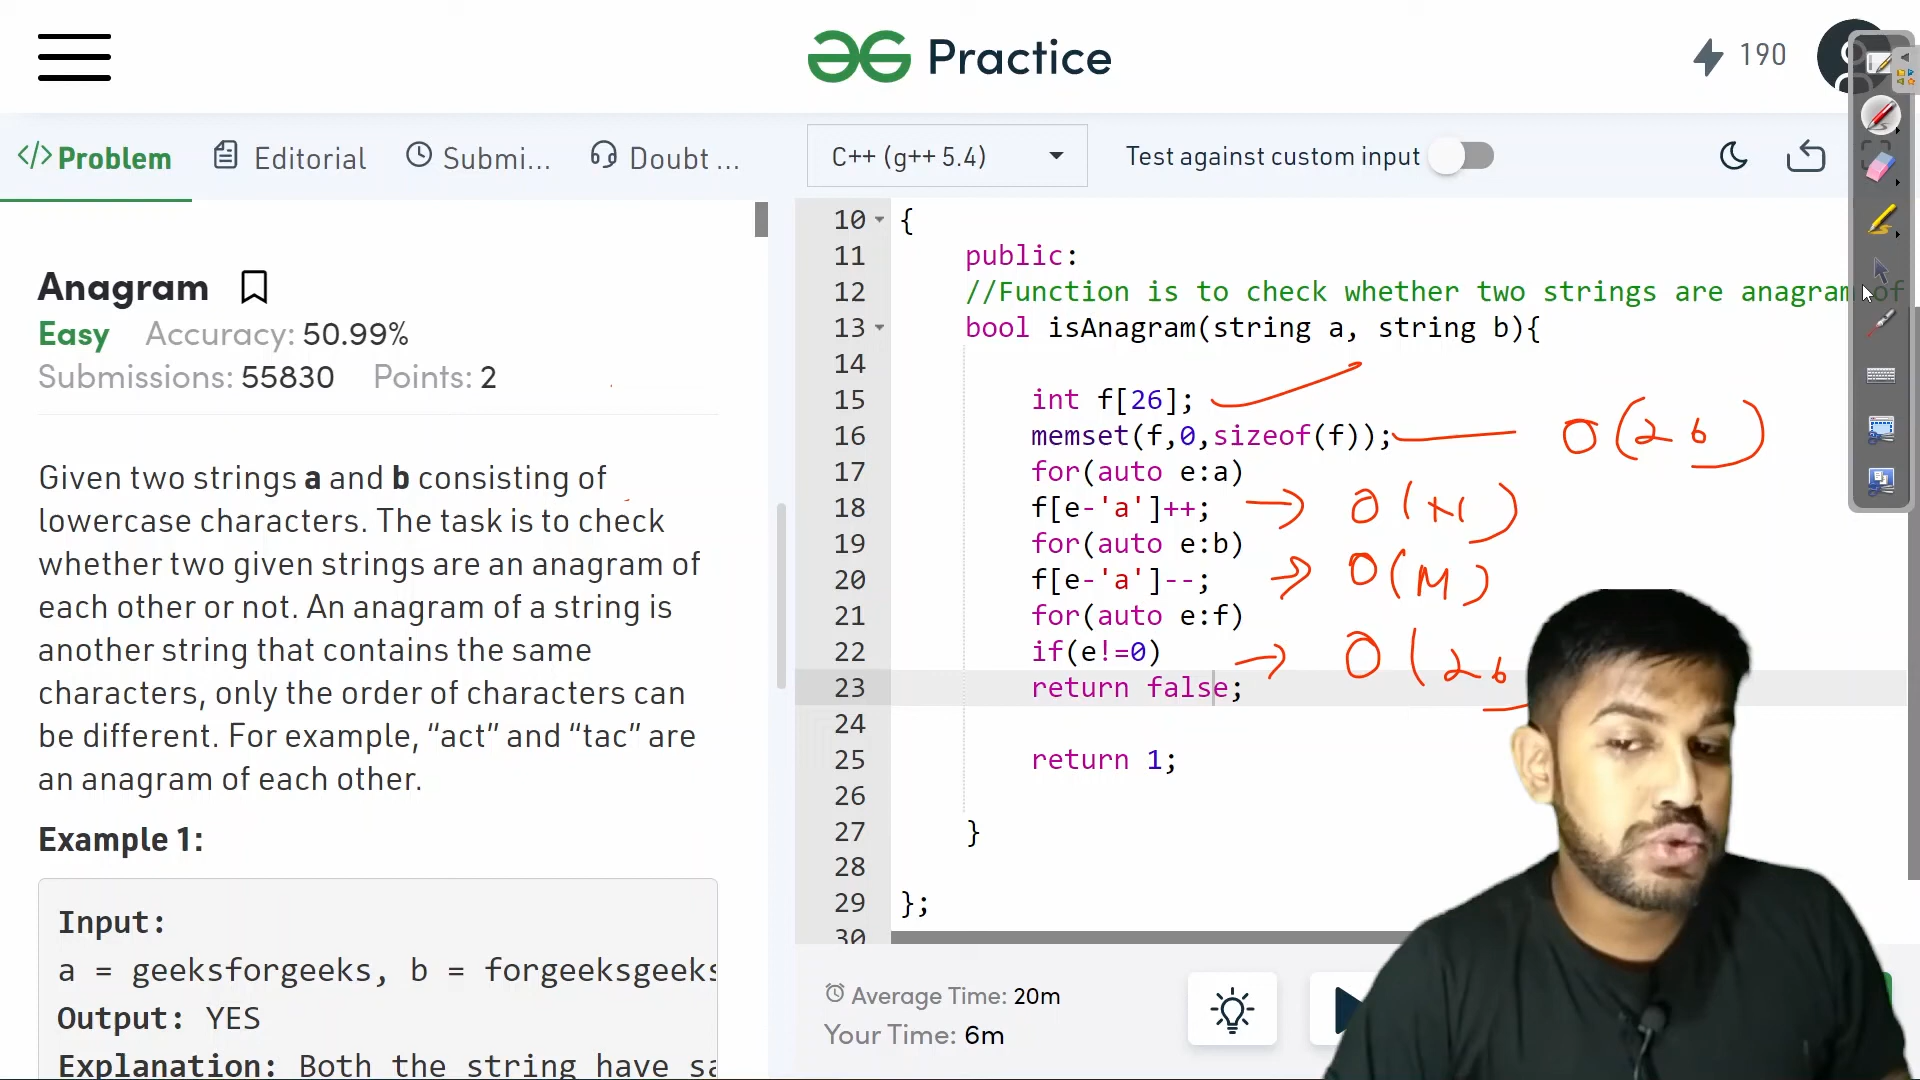 Practice
190
</> Problem
Editorial
Submi...
Doubt ...
C++ (g++ 5.4)
Test against custom input
Anagram
Easy Accuracy: 50.99%
Submissions: 55830 Points: 2
Given two strings a and b consisting of
lowercase characters. The task is to check
whether two given strings are an anagram of
each other or not. An anagram of a string is
another string that contains the same
characters, only the order of characters can
be different. For example, “act” and “tac” are
an anagram of each other.
Example 1:
Input:
a = geeksforgeeks, b = forgeeksgeeks
Output: YES
Explanation: Both the string have sa
10 {
11 public:
12 //Function is to check whether two strings are anagram of
13 bool isAnagram(string a, string b){
14
15 int f[26];
16 memset(f,0,sizeof(f)); O(26)
17 for(auto e:a)
18 f[e-'a']++; → O(N)
19 for(auto e:b)
20 f[e-'a']--; → O(M)
21 for(auto e:f)
22 if(e!=0) → O(26
23 return false;
24
25 return 1;
26
27 }
28
29 };
30
Average Time: 20m
Your Time: 6m